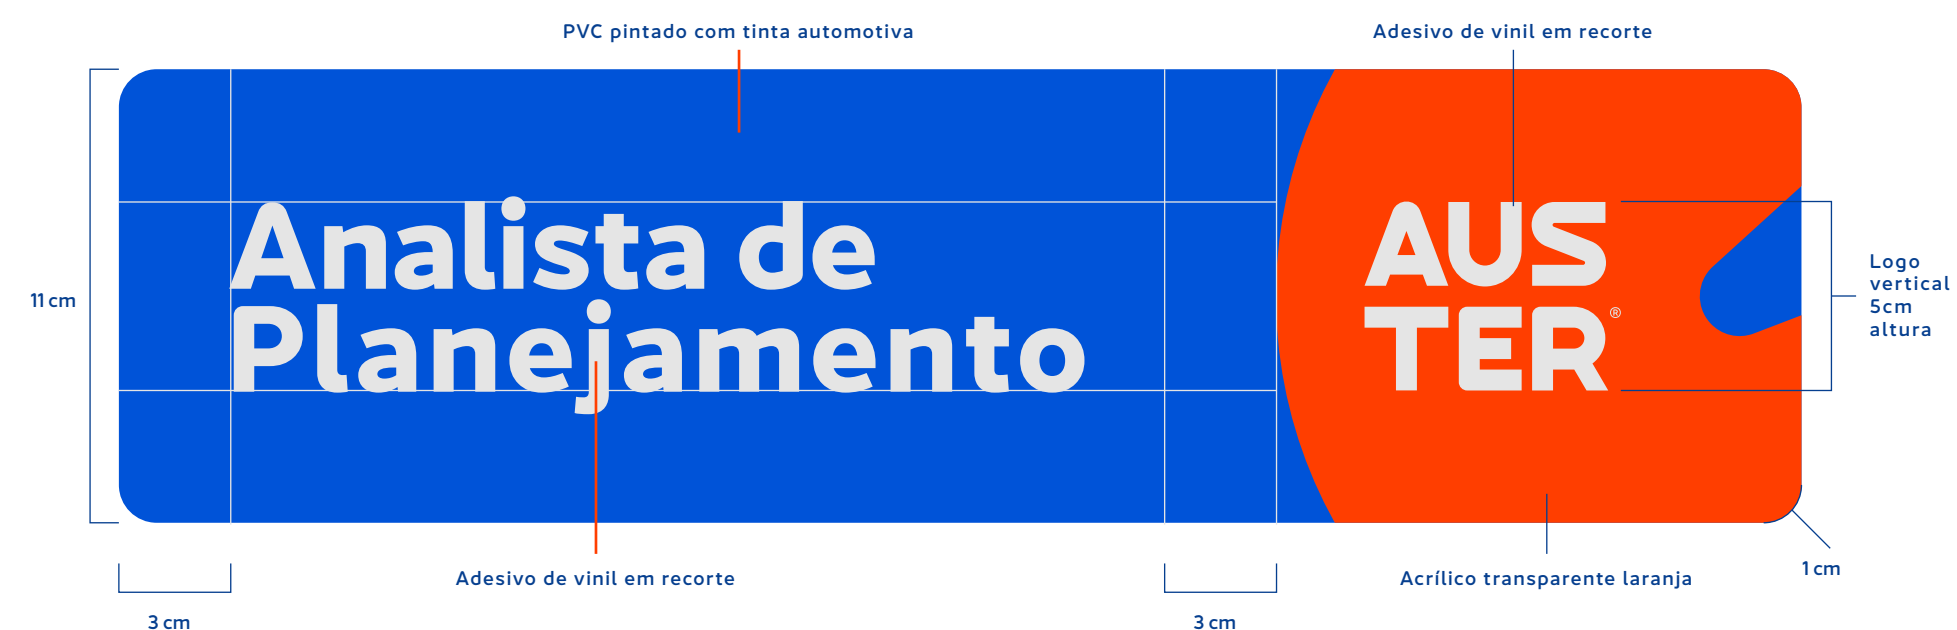 PVC pintado com tinta automotiva
Adesivo de vinil em recorte
11 cm
Analista de
Planejamento
AUS
TER®
Logo
vertical
5cm
altura
Adesivo de vinil em recorte
Acrílico transparente laranja
1 cm
3 cm
3 cm